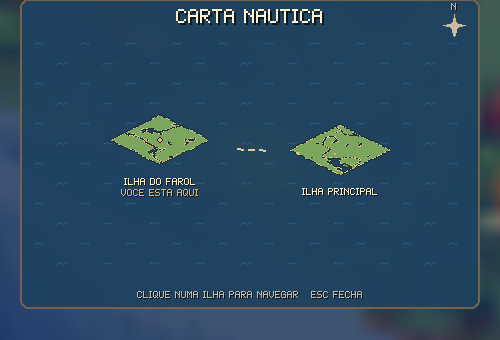 CARTA NAUTICA
N
ILHA DO FAROL
VOCE ESTA AQUI
ILHA PRINCIPAL
CLIQUE NUMA ILHA PARA NAVEGAR ESC FECHA